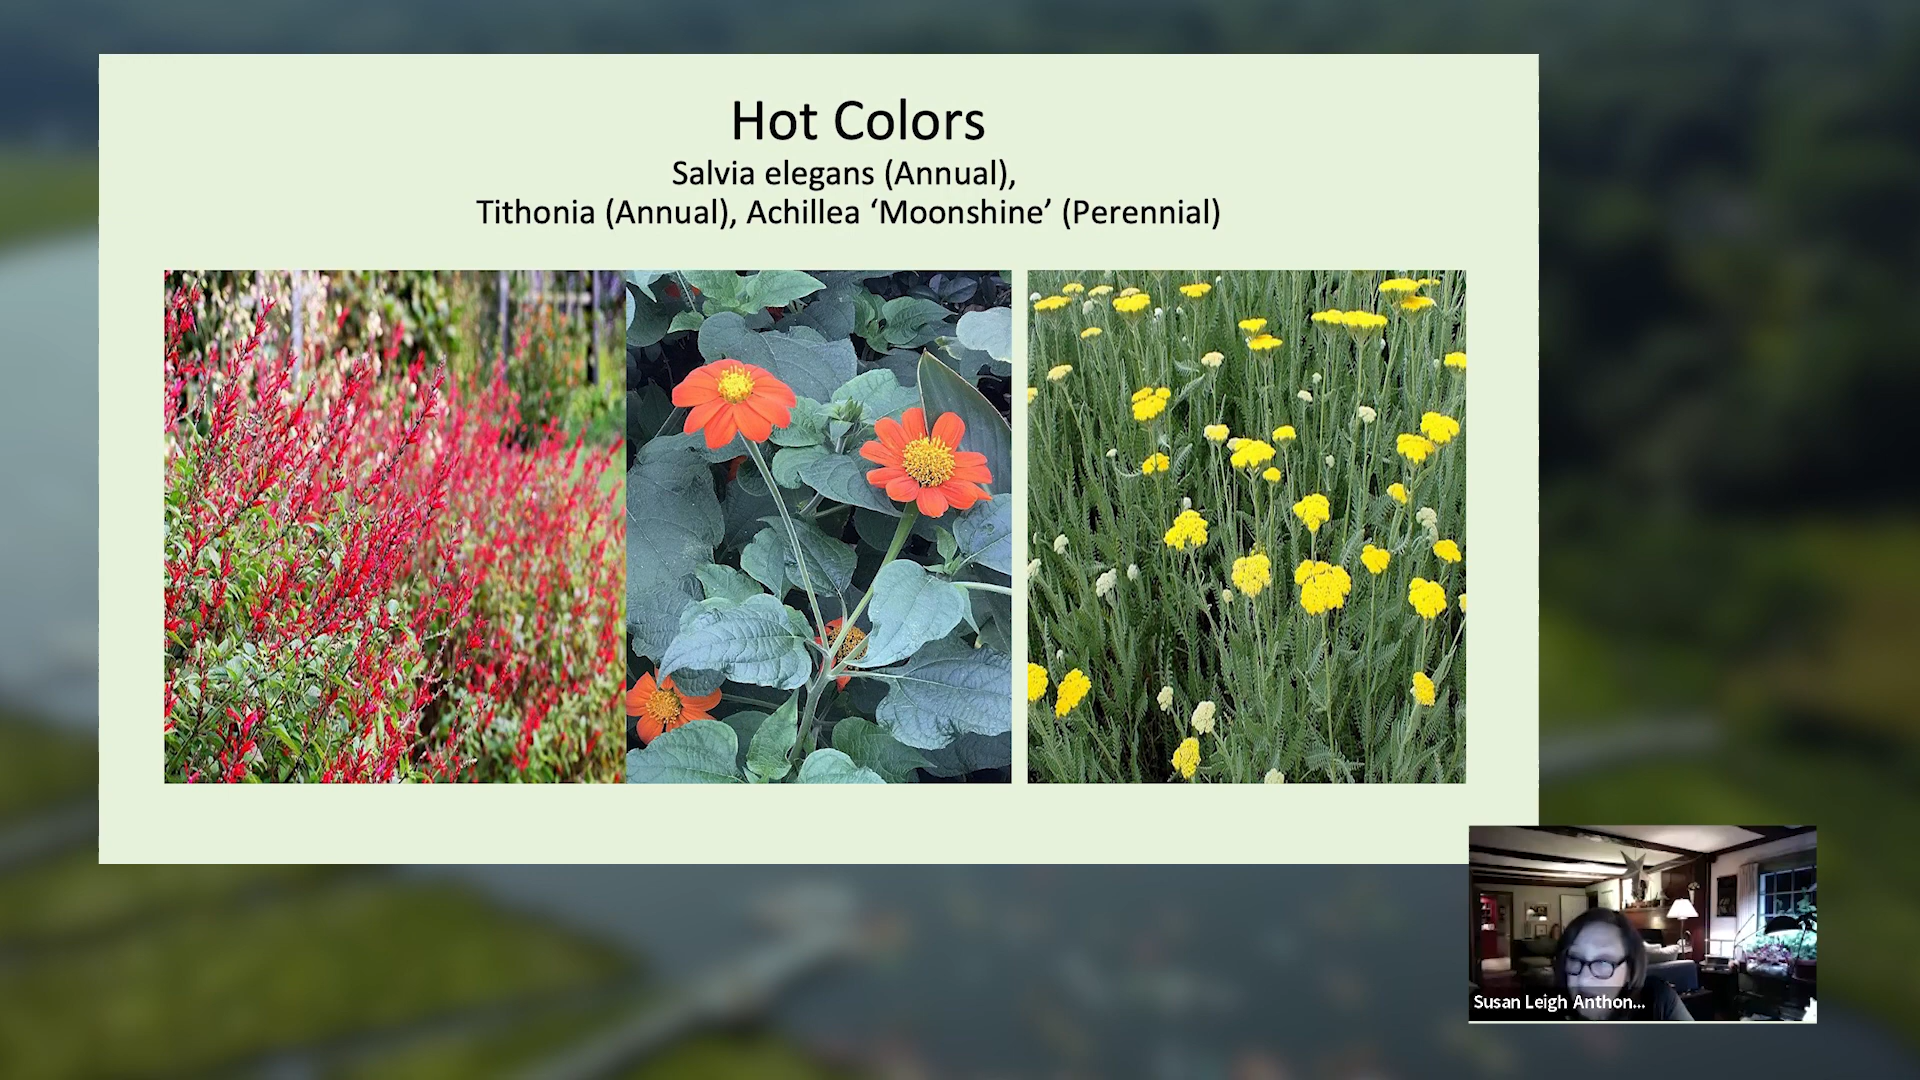 Hot Colors
Salvia elegans (Annual),
Tithonia (Annual), Achillea ‘Moonshine’ (Perennial)
Susan Leigh Anthon...